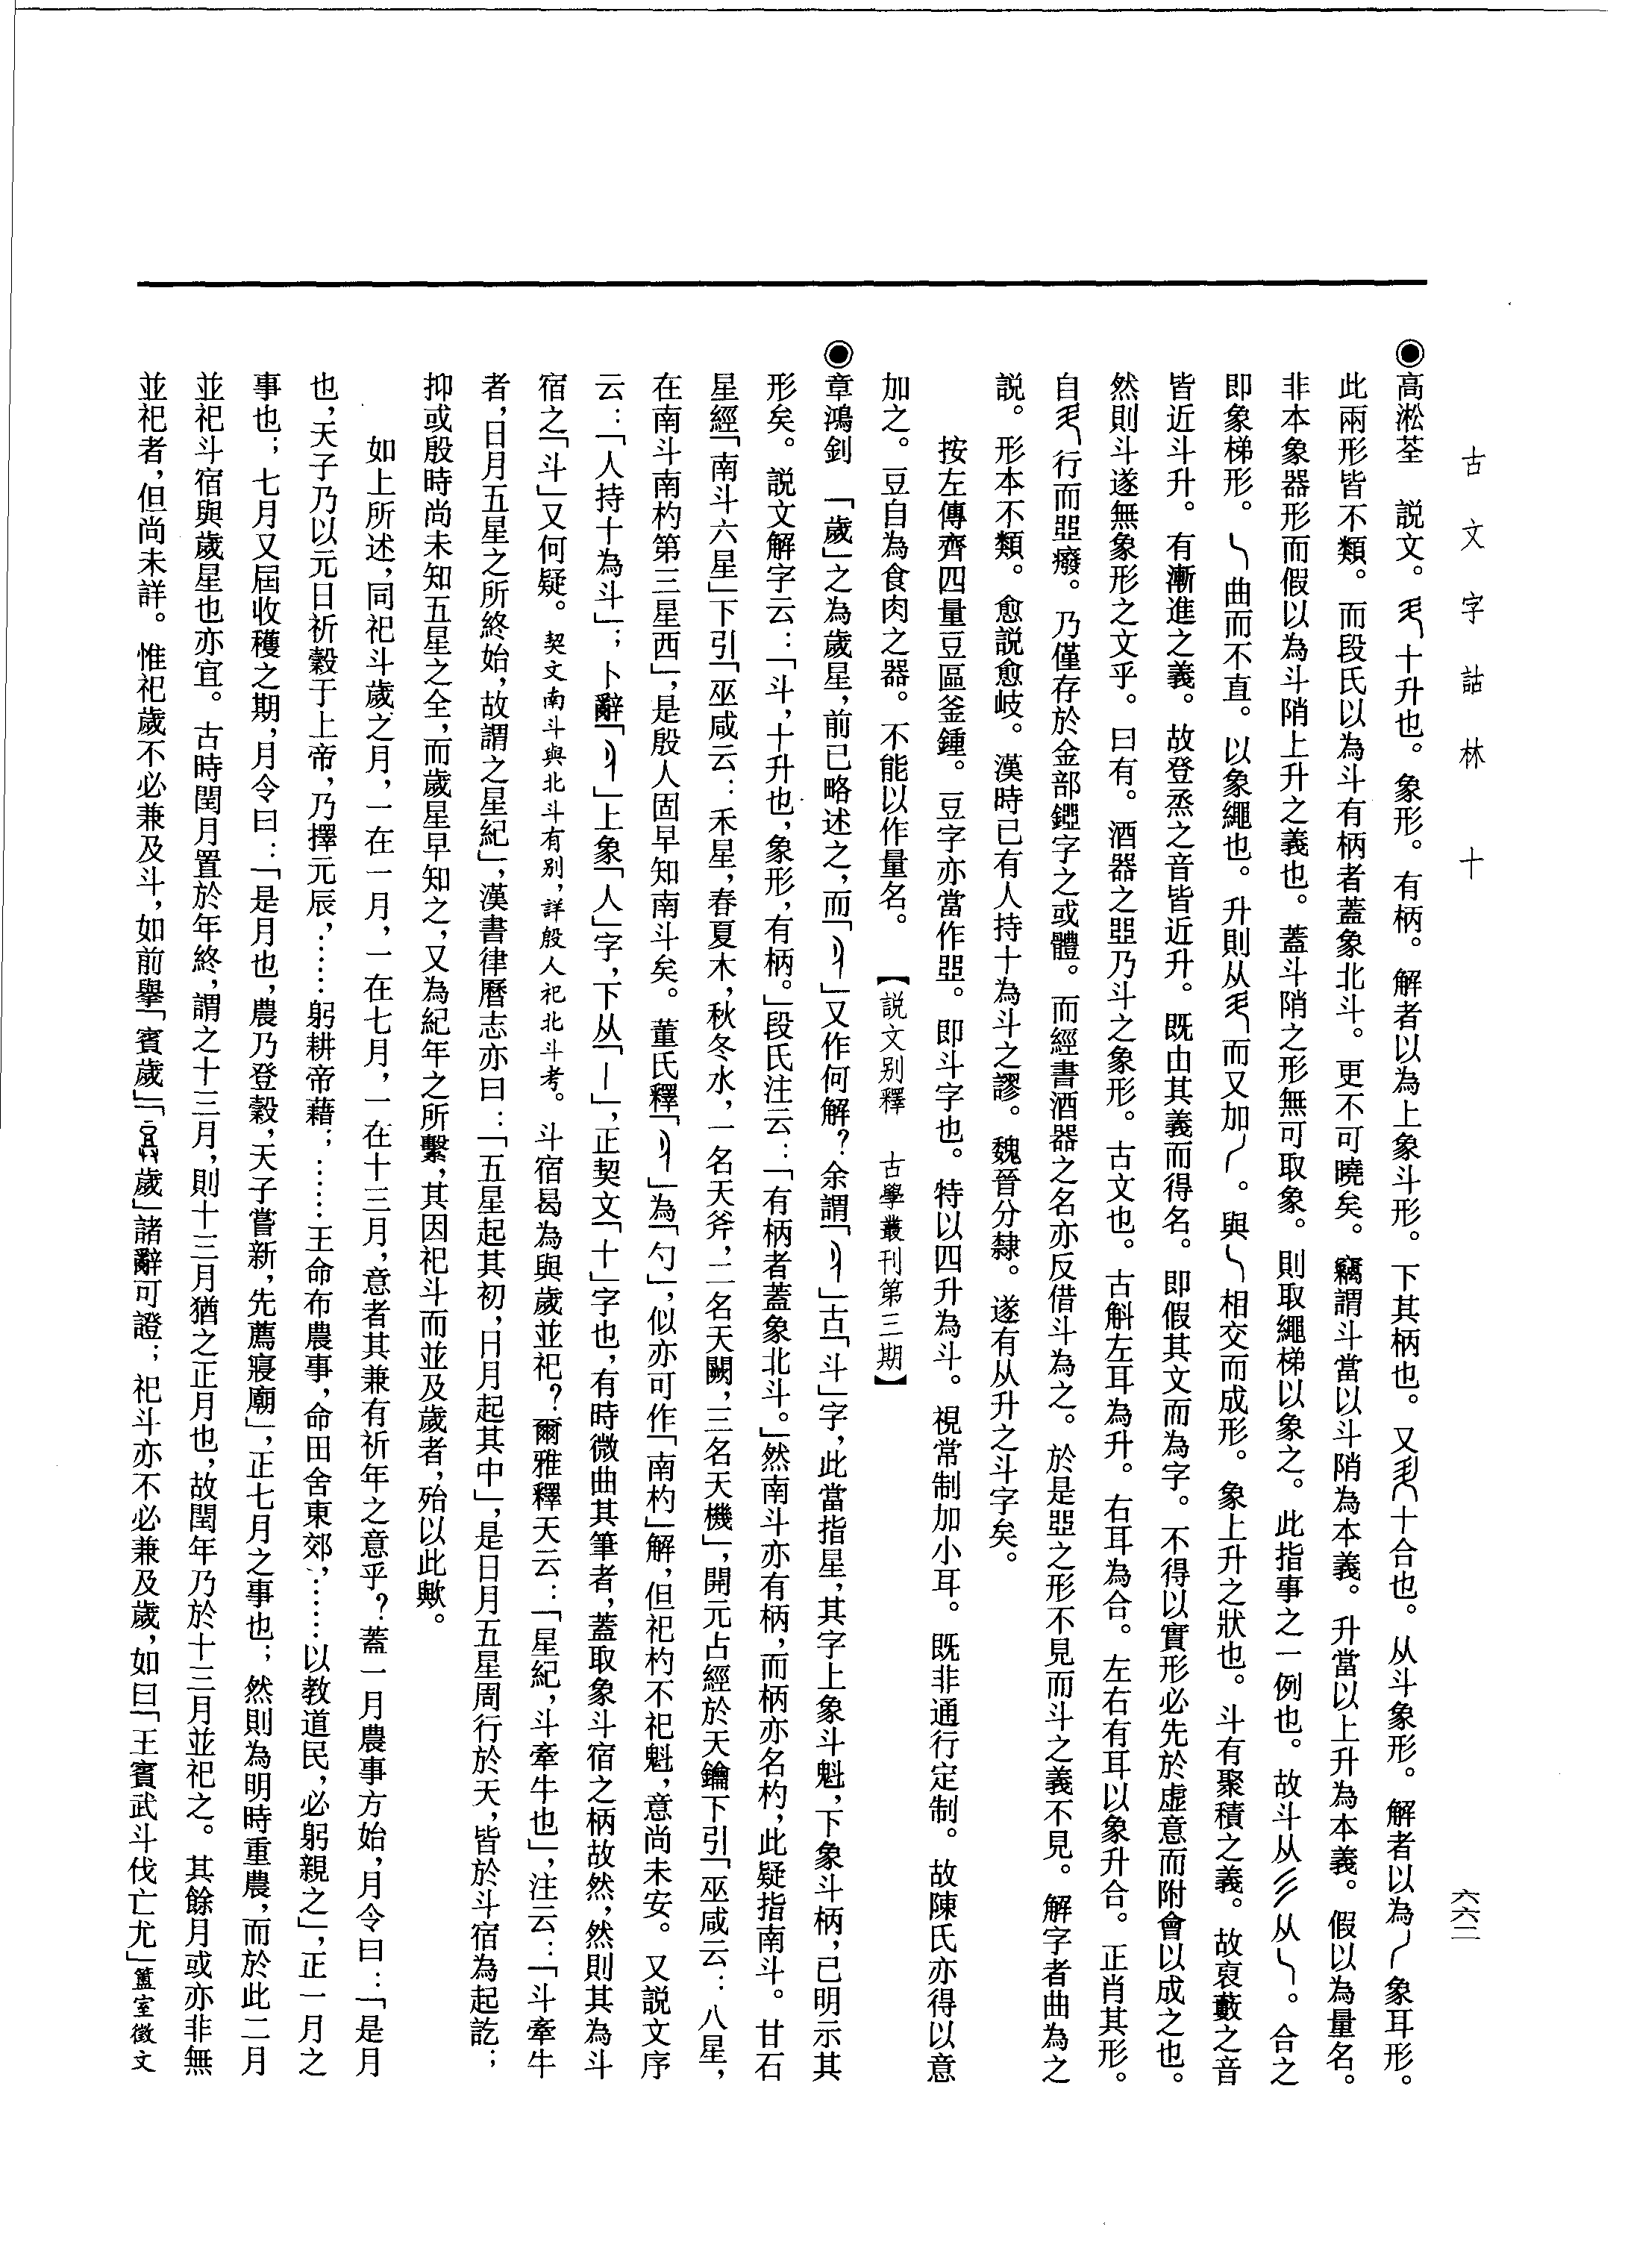 古文字詁林 十
六六二
◉高淞荃　説文。十升也。象形。有柄。解者以為上象斗形。下其柄也。又十合也。从斗象形。解者以為象耳形。
此兩形皆不類。而段氏以為斗有柄者蓋象北斗。更不可曉矣。竊謂斗當以斗陗為本義。升當以上升為本義。假以為量名。
非本象器形而假以為斗陗上升之義也。蓋斗陗之形無可取象。則取繩梯以象之。此指事之一例也。故斗从彡从。合之
即象梯形。曲而不直。以象繩也。升則从而又加。與相交而成形。象上升之狀也。斗有聚積之義。故裒藪之音
皆近斗升。有漸進之義。故登烝之音皆近升。既由其義而得名。即假其文而為字。不得以實形必先於虛意而附會以成之也。
然則斗遂無象形之文乎。曰有。酒器之㔽乃斗之象形。古文也。古斛左耳為升。右耳為合。左右有耳以象升合。正肖其形。
自行而㔽癈。乃僅存於金部鋞字之或體。而經書酒器之名亦反借斗為之。於是㔽之形不見而斗之義不見。解字者曲為之
説。形本不類。愈説愈岐。漢時已有人持十為斗之謬。魏晉分隸。遂有从升之斗字矣。
按左傳齊四量豆區釜鍾。豆字亦當作㔽。即斗字也。特以四升為斗。視常制加小耳。既非通行定制。故陳氏亦得以意
加之。豆自為食肉之器。不能以作量名。【説文别釋　古學叢刊第三期】
◉章鴻釗　「歲」之為歲星，前已略述之，而「」又作何解？余謂「」古「斗」字，此當指星，其字上象斗魁，下象斗柄，已明示其
形矣。説文解字云：「斗，十升也，象形，有柄。」段氏注云：「有柄者蓋象北斗。」然南斗亦有柄，而柄亦名杓，此疑指南斗。甘石
星經「南斗六星」下引「巫咸云：禾星，春夏木，秋冬水，一名天斧，二名天闕，三名天機」，開元占經於天鑰下引「巫咸云：八星，
在南斗南杓第三星西」，是殷人固早知南斗矣。董氏釋「」為「勺」，似亦可作「南杓」解，但祀杓不祀魁，意尚未安。又説文序
云：「人持十為斗」；卜辭「」上象「人」字，下从「丨」，正契文「十」字也，有時微曲其筆者，蓋取象斗宿之柄故然，然則其為斗
宿之「斗」又何疑。契文南斗與北斗有别，詳殷人祀北斗考。斗宿曷為與歲並祀？爾雅釋天云：「星紀，斗牽牛也」，注云：「斗牽牛
者，日月五星之所終始，故謂之星紀」，漢書律曆志亦曰：「五星起其初，日月起其中」，是日月五星周行於天，皆於斗宿為起訖；
抑或殷時尚未知五星之全，而歲星早知之，又為紀年之所繫，其因祀斗而並及歲者，殆以此歟。
如上所述，同祀斗歲之月，一在一月，一在七月，一在十三月，意者其兼有祈年之意乎？蓋一月農事方始，月令曰：「是月
也，天子乃以元日祈穀于上帝，乃擇元辰，……躬耕帝藉；……王命布農事，命田舍東郊，……以教道民，必躬親之」，正一月之
事也；七月又屆收穫之期，月令曰：「是月也，農乃登穀，天子嘗新，先薦寢廟」，正七月之事也；然則為明時重農，而於此二月
並祀斗宿與歲星也亦宜。古時閏月置於年終，謂之十三月，則十三月猶之正月也，故閏年乃於十三月並祀之。其餘月或亦非無
並祀者，但尚未詳。惟祀歲不必兼及斗，如前舉「賓歲」「歲」諸辭可證；祀斗亦不必兼及歲，如曰「王賓武斗伐亡尤」簠室徵文